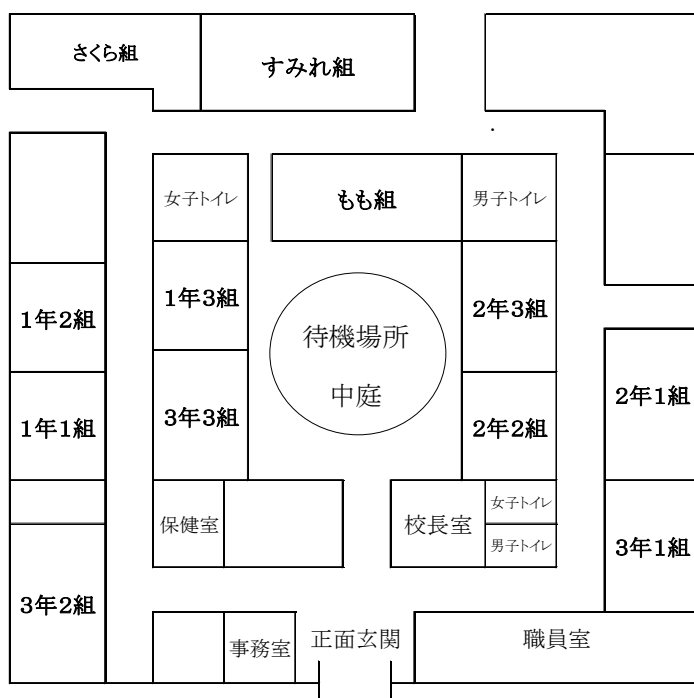 さくら組
すみれ組
女子トイレ
もも組
男子トイレ
1年2組
1年3組
待機場所
中庭
2年3組
1年1組
3年3組
2年2組
2年1組
保健室
校長室
女子トイレ
男子トイレ
3年1組
3年2組
事務室
正面玄関
職員室